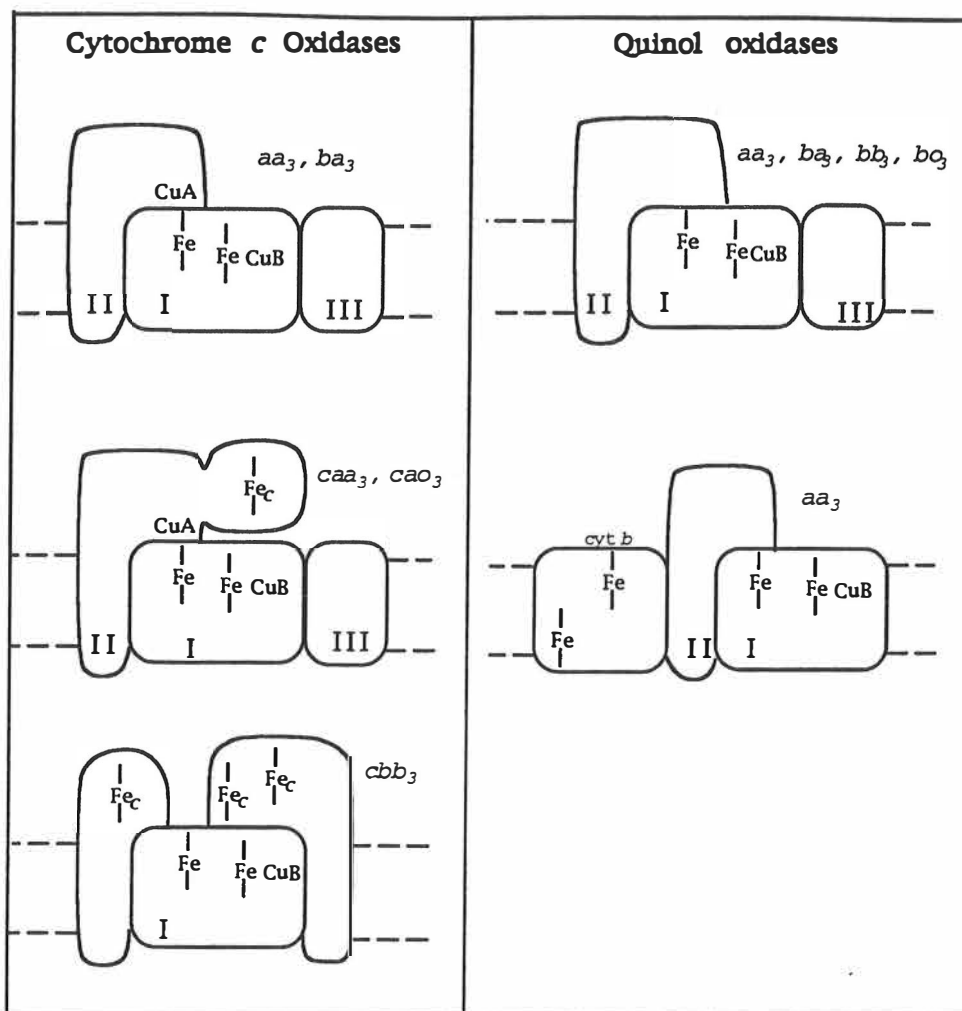 Cytochrome c Oxidases
aa3, ba3
CuA
Fe
Fe CuB
II
I
III
caa3, cao3
Fec
CuA
Fe
Fe CuB
II
I
III
cbb3
Fec
Fec
Fec
Fe
Fe CuB
I
Quinol oxidases
aa3, ba3, bb3, bo3
Fe
FeCuB
II
I
III
aa3
cyt b
Fe
Fe
Fe
Fe CuB
II
I